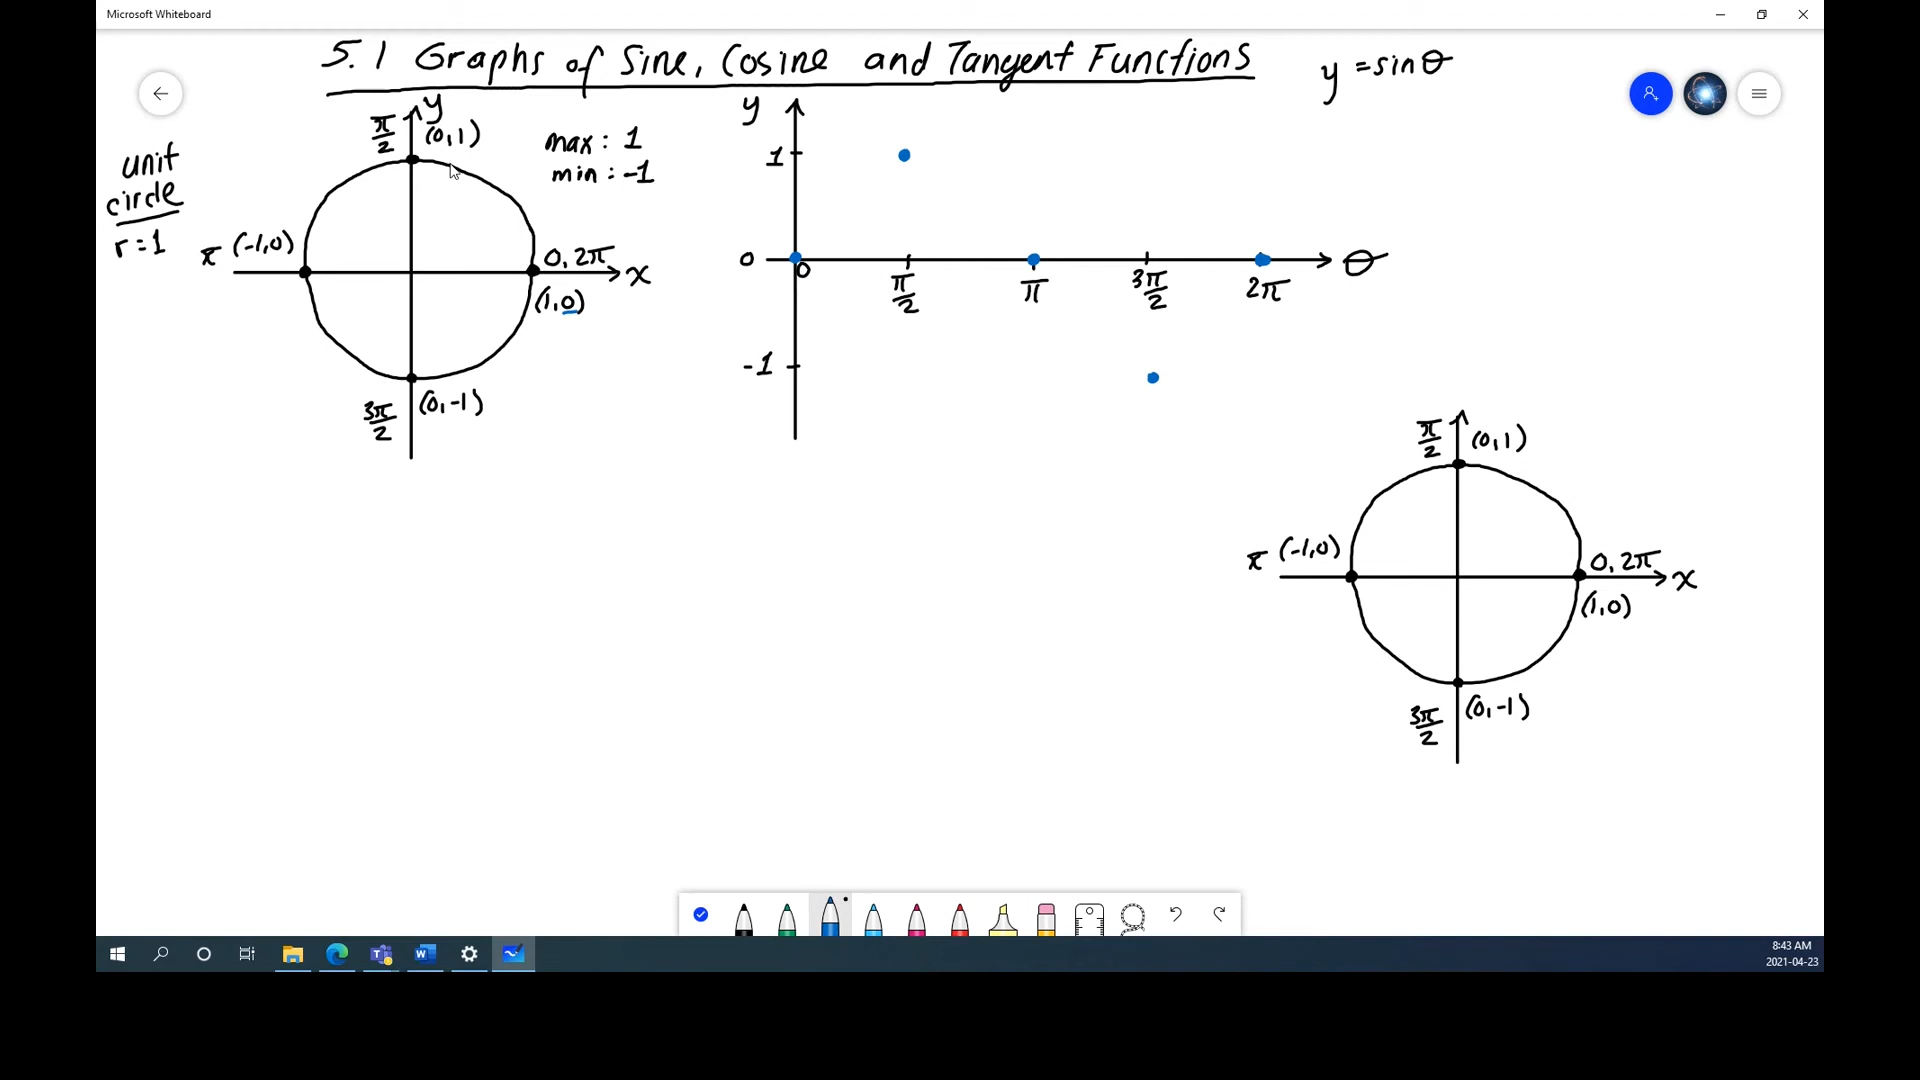 Microsoft Whiteboard
5.1 Graphs of Sine, Cosine and Tangent Functions
y = sin θ
unit
circle
r = 1
y
π/2
(0,1)
max: 1
min: -1
π
(-1,0)
0, 2π
x
(1,0)
3π/2
(0,-1)
y
1
0
0
π/2
π
3π/2
2π
θ
-1
π/2
(0,1)
π
(-1,0)
0, 2π
x
(1,0)
3π/2
(0,-1)
8:43 AM
2021-04-23